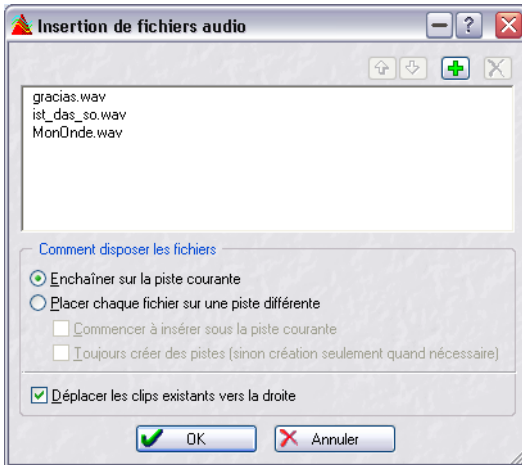 Insertion de fichiers audio
gracias.wav
ist_das_so.wav
MonOnde.wav
Comment disposer les fichiers
Enchaîner sur la piste courante
Placer chaque fichier sur une piste différente
Commencer à insérer sous la piste courante
Toujours créer des pistes (sinon création seulement quand nécessaire)
Déplacer les clips existants vers la droite
OK
Annuler